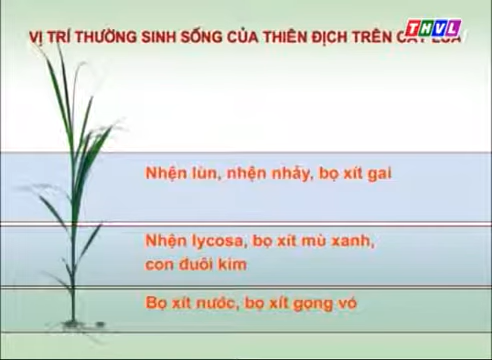 VỊ TRÍ THƯỜNG SINH SỐNG CỦA THIÊN ĐỊCH TRÊN CÂY LÚA
THVL
Nhện lùn, nhện nhảy, bọ xít gai
Nhện lycosa, bọ xít mù xanh,
con đuôi kim
Bọ xít nước, bọ xít gọng vó